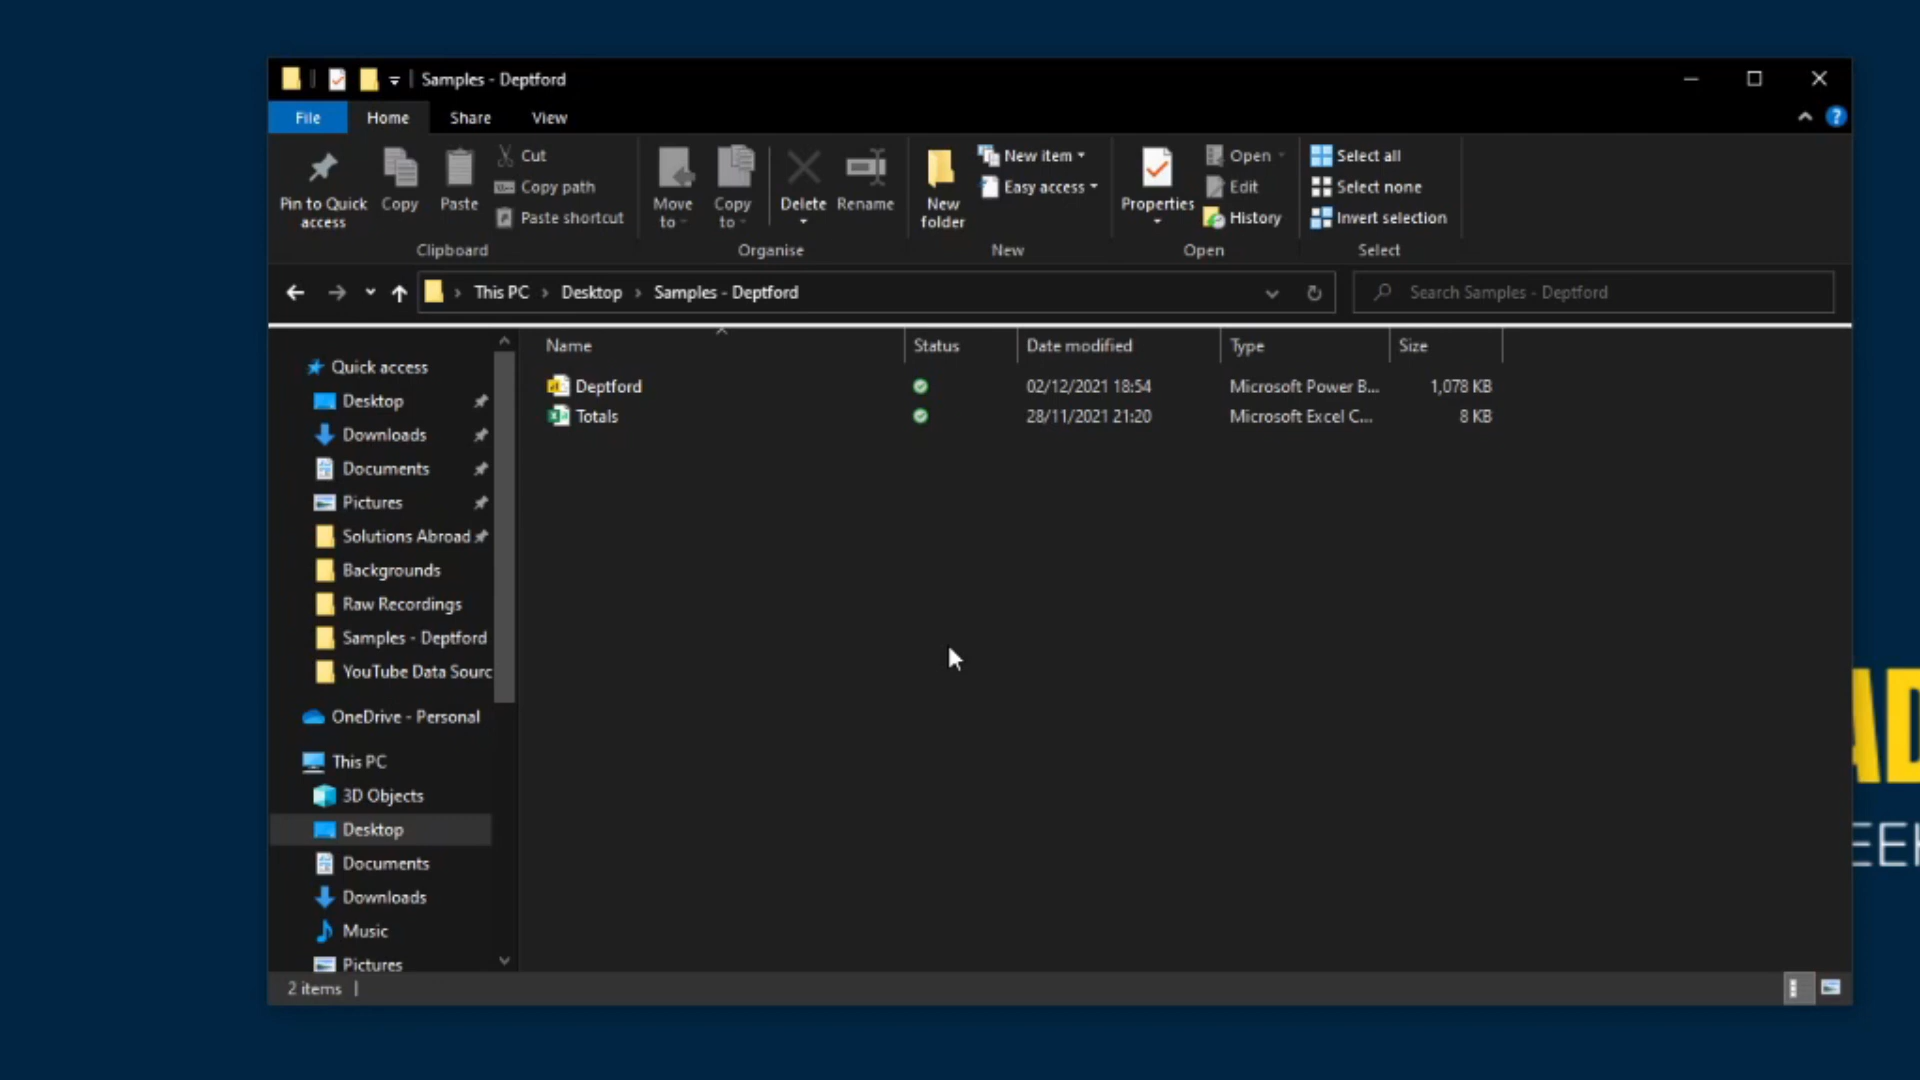 Samples - Deptford
File Home Share View
Pin to Quick access
Copy
Paste
Cut
Copy path
Paste shortcut
Clipboard
Move to
Copy to
Delete
Rename
Organise
New folder
New item
Easy access
New
Properties
Open
Edit
History
Open
Select all
Select none
Invert selection
Select
This PC Desktop Samples - Deptford
Search Samples - Deptford
Name Status Date modified Type Size
Deptford 02/12/2021 18:54 Microsoft Power B... 1,078 KB
Totals 28/11/2021 21:20 Microsoft Excel C... 8 KB
Quick access
Desktop
Downloads
Documents
Pictures
Solutions Abroad
Backgrounds
Raw Recordings
Samples - Deptford
YouTube Data Sourc
OneDrive - Personal
This PC
3D Objects
Desktop
Documents
Downloads
Music
Pictures
2 items
AD
EEK